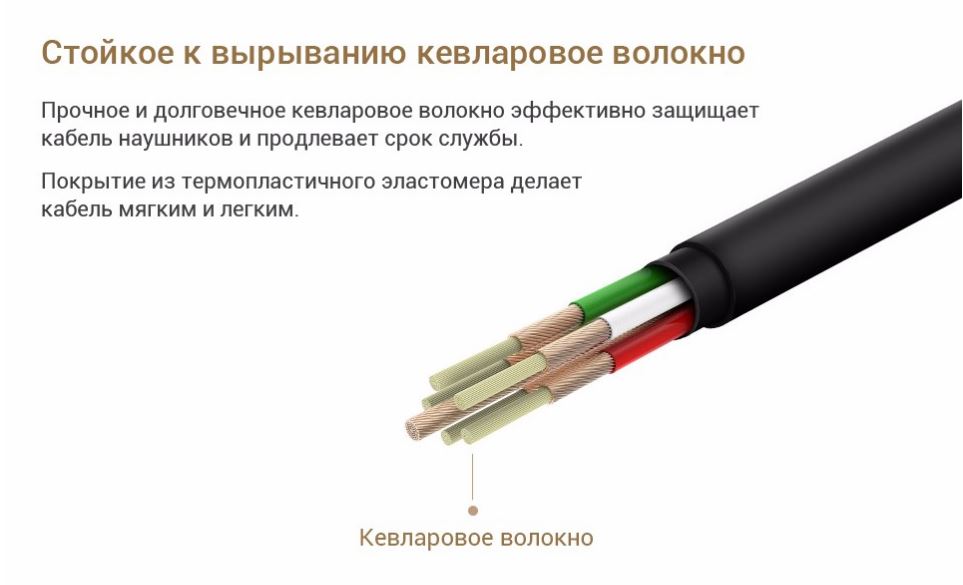 Стойкое к вырыванию кевларовое волокно
Прочное и долговечное кевларовое волокно эффективно защищает
кабель наушников и продлевает срок службы.
Покрытие из термопластичного эластомера делает
кабель мягким и легким.
Кевларовое волокно